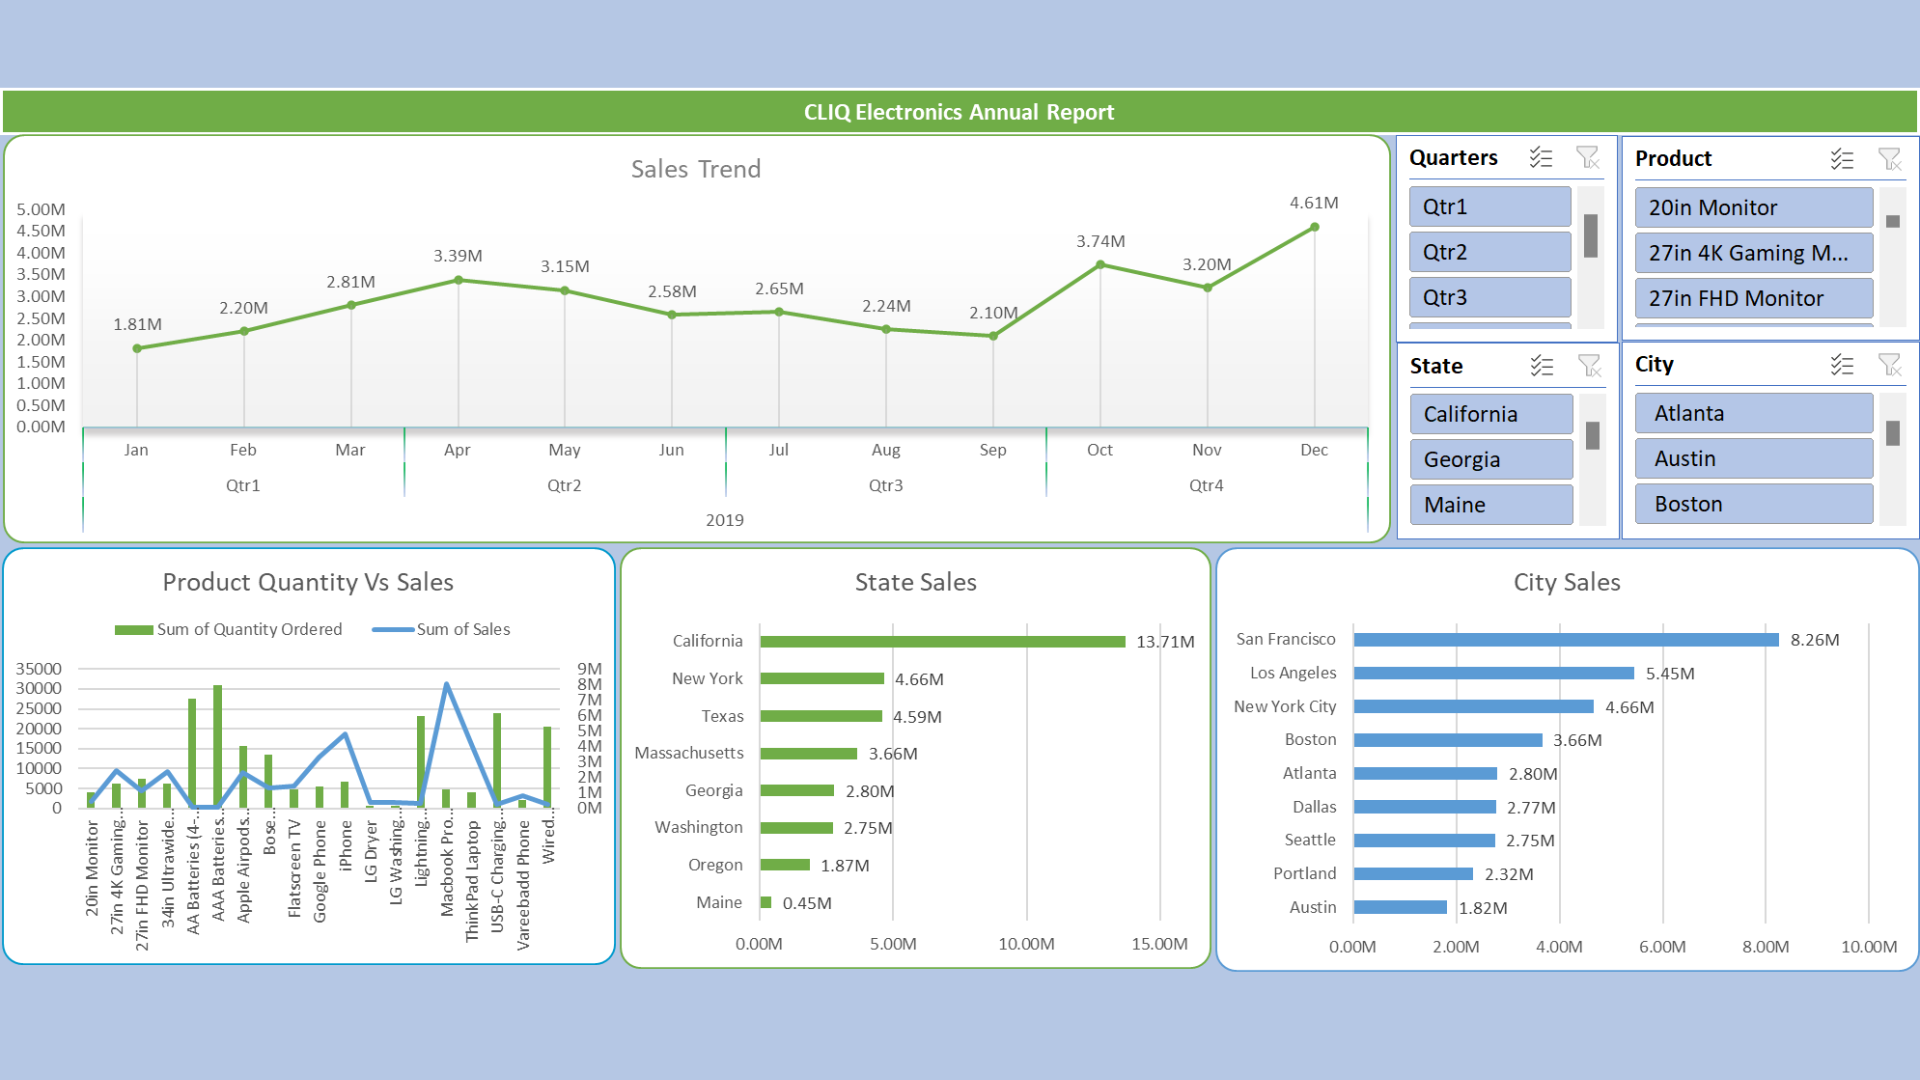 CLIQ Electronics Annual Report
Sales Trend
5.00M
4.50M
4.00M
3.50M
3.00M
2.50M
2.00M
1.50M
1.00M
0.50M
0.00M
1.81M
2.20M
2.81M
3.39M
3.15M
2.58M
2.65M
2.24M
2.10M
3.74M
3.20M
4.61M
Jan Feb Mar Apr May Jun Jul Aug Sep Oct Nov Dec
Qtr1 Qtr2 Qtr3 Qtr4
2019
Quarters
Qtr1
Qtr2
Qtr3
Product
20in Monitor
27in 4K Gaming M...
27in FHD Monitor
State
California
Georgia
Maine
City
Atlanta
Austin
Boston
Product Quantity Vs Sales
Sum of Quantity Ordered Sum of Sales
35000
30000
25000
20000
15000
10000
5000
0
9M
8M
7M
6M
5M
4M
3M
2M
1M
0M
20in Monitor
27in 4K Gaming...
27in FHD Monitor
34in Ultrawide...
AA Batteries (4-...
AAA Batteries...
Apple Airpods...
Bose...
Flatscreen TV
Google Phone
iPhone
LG Dryer
LG Washing...
Lightning...
Macbook Pro...
ThinkPad Laptop
USB-C Charging...
Vareebadd Phone
Wired...
State Sales
California 13.71M
New York 4.66M
Texas 4.59M
Massachusetts 3.66M
Georgia 2.80M
Washington 2.75M
Oregon 1.87M
Maine 0.45M
0.00M 5.00M 10.00M 15.00M
City Sales
San Francisco 8.26M
Los Angeles 5.45M
New York City 4.66M
Boston 3.66M
Atlanta 2.80M
Dallas 2.77M
Seattle 2.75M
Portland 2.32M
Austin 1.82M
0.00M 2.00M 4.00M 6.00M 8.00M 10.00M